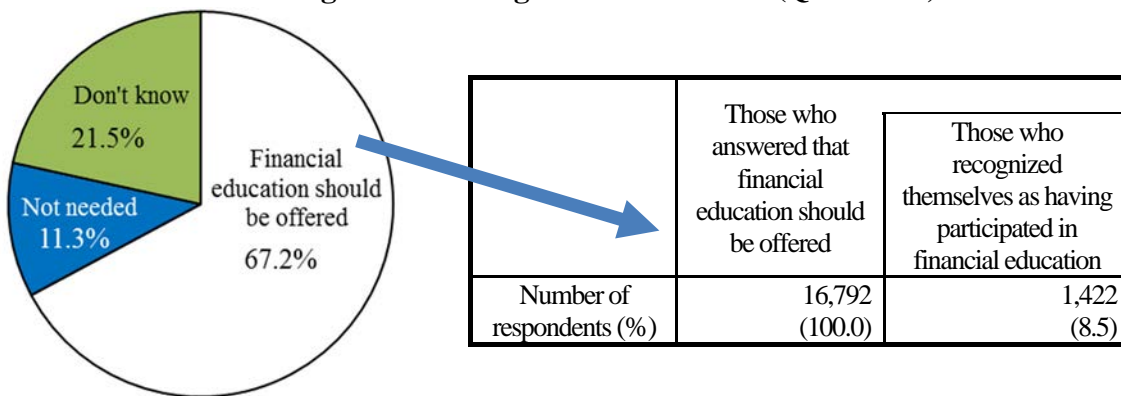 Don't know
21.5%
Not needed
11.3%
Financial
education should
be offered
67.2%
Those who
answered that
financial
education should
be offered
Those who
recognized
themselves as having
participated in
financial education
Number of
respondents (%)
16,792
(100.0)
1,422
(8.5)